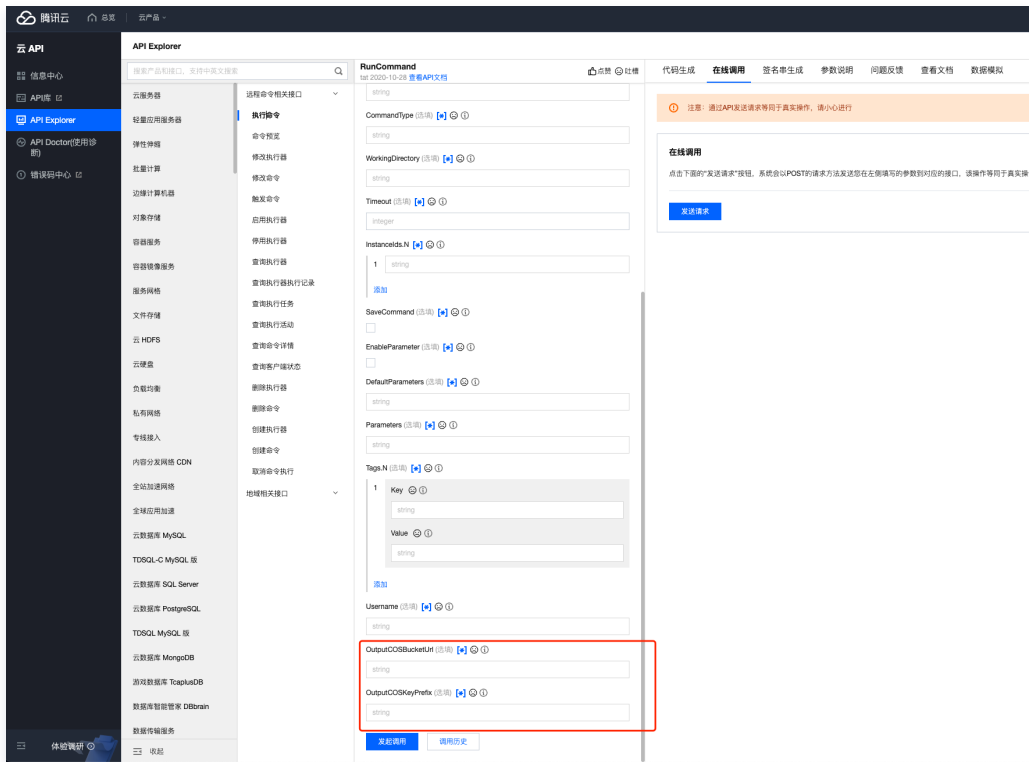 腾讯云
总览
云产品
云 API
信息中心
API库
API Explorer
API Doctor(使用诊
断)
错误码中心
体验调研
API Explorer
搜索产品和接口，支持中英文搜索
云服务器
轻量应用服务器
弹性伸缩
批量计算
边缘计算机器
对象存储
容器服务
容器镜像服务
服务网格
文件存储
云 HDFS
云硬盘
负载均衡
私有网络
专线接入
内容分发网络 CDN
全站加速网络
全球应用加速
云数据库 MySQL
TDSQL-C MySQL 版
云数据库 SQL Server
云数据库 PostgreSQL
TDSQL MySQL 版
云数据库 MongoDB
游戏数据库 TcaplusDB
数据库智能管家 DBbrain
数据传输服务
收起
远程命令相关接口
执行命令
命令预览
修改执行器
修改命令
触发命令
启用执行器
停用执行器
查询执行器
查询执行器执行记录
查询执行任务
查询执行活动
查询命令详情
查询客户端状态
删除执行器
删除命令
创建执行器
创建命令
取消命令执行
地域相关接口
RunCommand
tat 2020-10-28 查看API文档
点赞 吐槽
string
CommandType (选填)
string
WorkingDirectory (选填)
string
Timeout (选填)
integer
InstanceIds.N
1 string
添加
SaveCommand (选填)
EnableParameter (选填)
DefaultParameters (选填)
string
Parameters (选填)
string
Tags.N (选填)
1 Key
string
Value
string
添加
Username (选填)
string
OutputCOSBucketUrl (选填)
string
OutputCOSKeyPrefix (选填)
string
发起调用 调用历史
代码生成 在线调用 签名串生成 参数说明 问题反馈 查看文档 数据模拟
注意：通过API发送请求等同于真实操作，请小心进行
在线调用
点击下面的“发送请求”按钮，系统会以POST的请求方法发送您在左侧填写的参数到对应的接口，该操作等同于真实操
发送请求